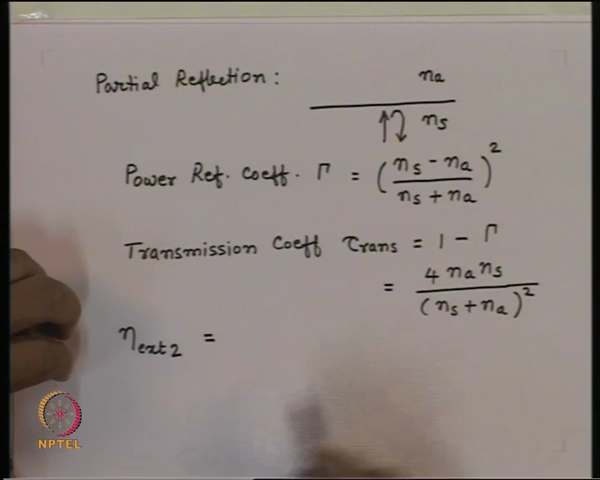 Partial Reflection:
na
ns
Power Ref. Coeff. Γ = ( (ns - na) / (ns + na) )²
Transmission Coeff τtrans = 1 - Γ
= 4 na ns / (ns + na)²
ηext2 =
NPTEL